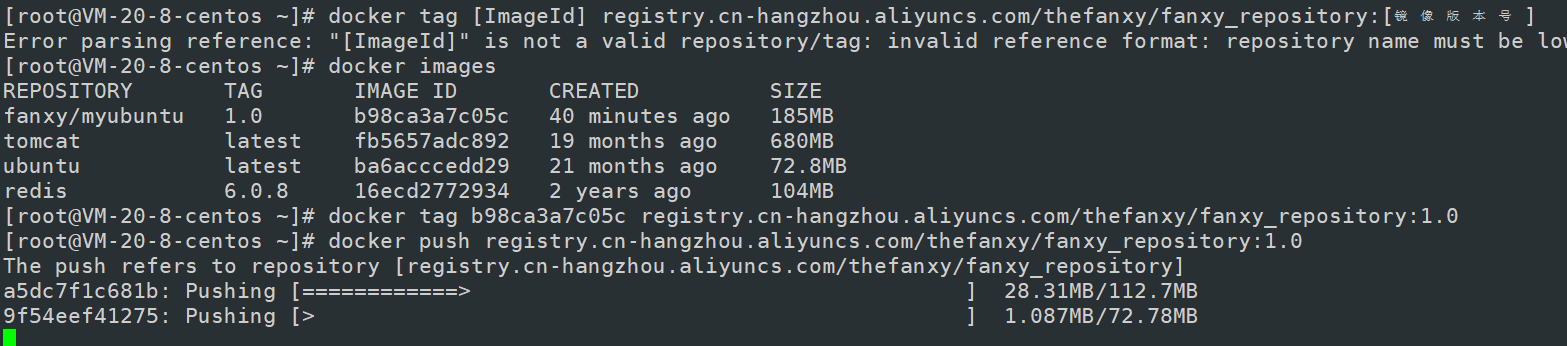 [root@VM-20-8-centos ~]# docker tag [ImageId] registry.cn-hangzhou.aliyuncs.com/thefanxy/fanxy_repository:[镜像版本号]
Error parsing reference: "[ImageId]" is not a valid repository/tag: invalid reference format: repository name must be lo
[root@VM-20-8-centos ~]# docker images
REPOSITORY       TAG       IMAGE ID       CREATED          SIZE
fanxy/myubuntu   1.0       b98ca3a7c05c   40 minutes ago   185MB
tomcat           latest    fb5657adc892   19 months ago    680MB
ubuntu           latest    ba6acccedd29   21 months ago    72.8MB
redis            6.0.8     16ecd2772934   2 years ago      104MB
[root@VM-20-8-centos ~]# docker tag b98ca3a7c05c registry.cn-hangzhou.aliyuncs.com/thefanxy/fanxy_repository:1.0
[root@VM-20-8-centos ~]# docker push registry.cn-hangzhou.aliyuncs.com/thefanxy/fanxy_repository:1.0
The push refers to repository [registry.cn-hangzhou.aliyuncs.com/thefanxy/fanxy_repository]
a5dc7f1c681b: Pushing [============>                                      ]  28.31MB/112.7MB
9f54eef41275: Pushing [>                                                  ]  1.087MB/72.78MB